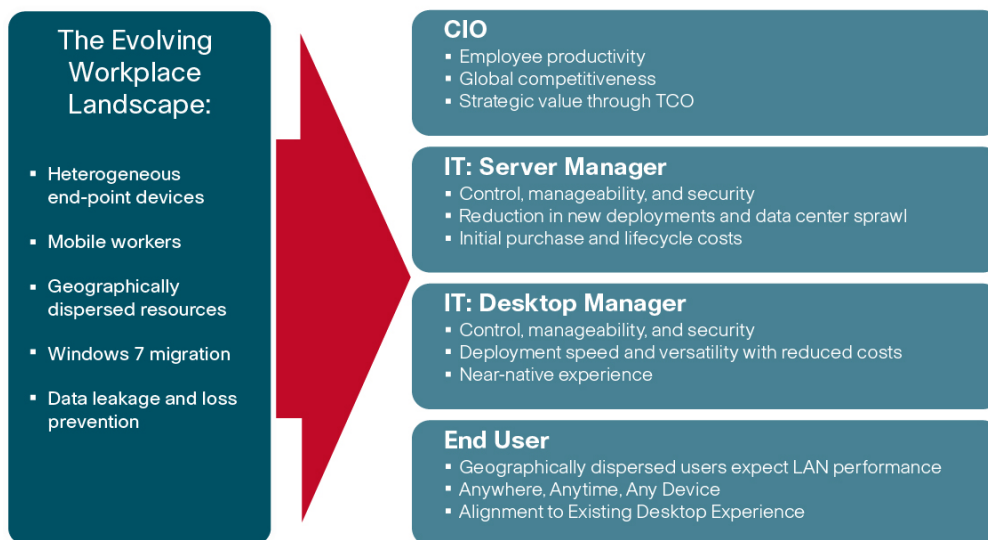 The Evolving
Workplace
Landscape:
▪ Heterogeneous
end-point devices
▪ Mobile workers
▪ Geographically
dispersed resources
▪ Windows 7 migration
▪ Data leakage and loss
prevention
CIO
▪ Employee productivity
▪ Global competitiveness
▪ Strategic value through TCO
IT: Server Manager
▪ Control, manageability, and security
▪ Reduction in new deployments and data center sprawl
▪ Initial purchase and lifecycle costs
IT: Desktop Manager
▪ Control, manageability, and security
▪ Deployment speed and versatility with reduced costs
▪ Near-native experience
End User
▪ Geographically dispersed users expect LAN performance
▪ Anywhere, Anytime, Any Device
▪ Alignment to Existing Desktop Experience